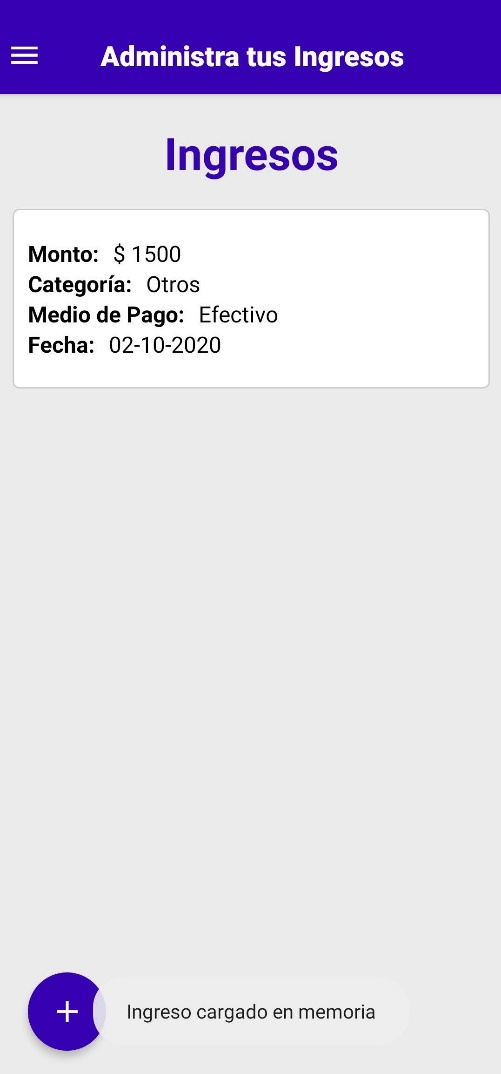 Administra tus Ingresos
Ingresos
Monto: $ 1500
Categoría: Otros
Medio de Pago: Efectivo
Fecha: 02-10-2020
+
Ingreso cargado en memoria